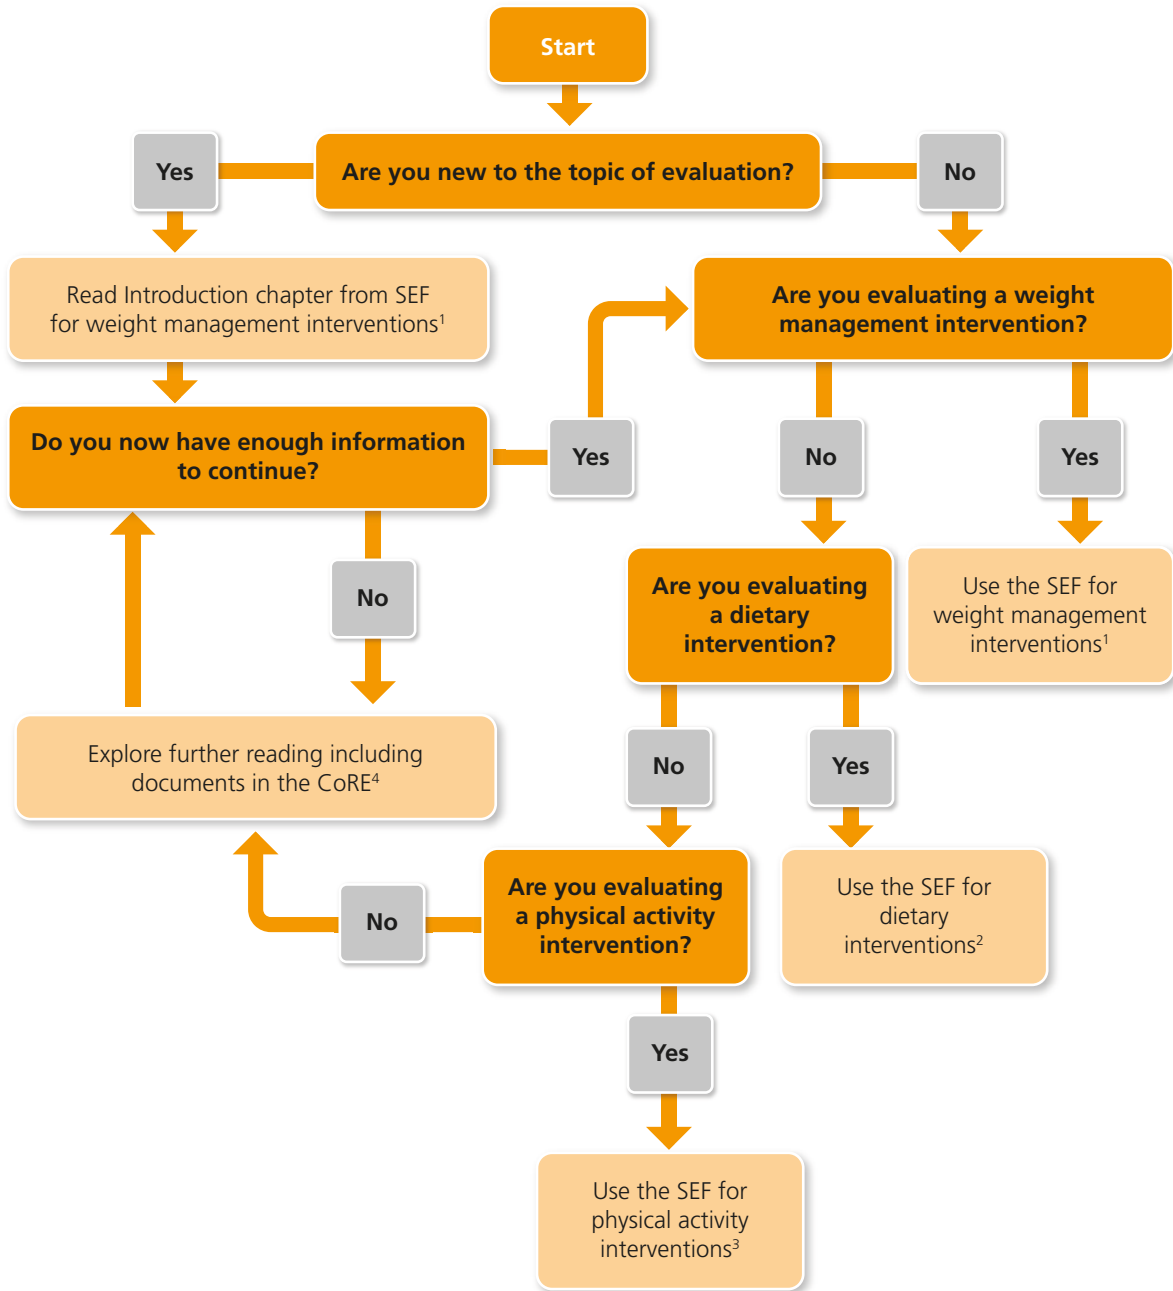 Start
Are you new to the topic of evaluation?
Yes
No
Read Introduction chapter from SEF
for weight management interventions¹
Are you evaluating a weight
management intervention?
Do you now have enough information
to continue?
Yes
No
Yes
No
Are you evaluating
a dietary
intervention?
Use the SEF for
weight management
interventions¹
Explore further reading including
documents in the CoRE⁴
No
Yes
Are you evaluating
a physical activity
intervention?
No
Use the SEF for
dietary
interventions²
Yes
Use the SEF for
physical activity
interventions³